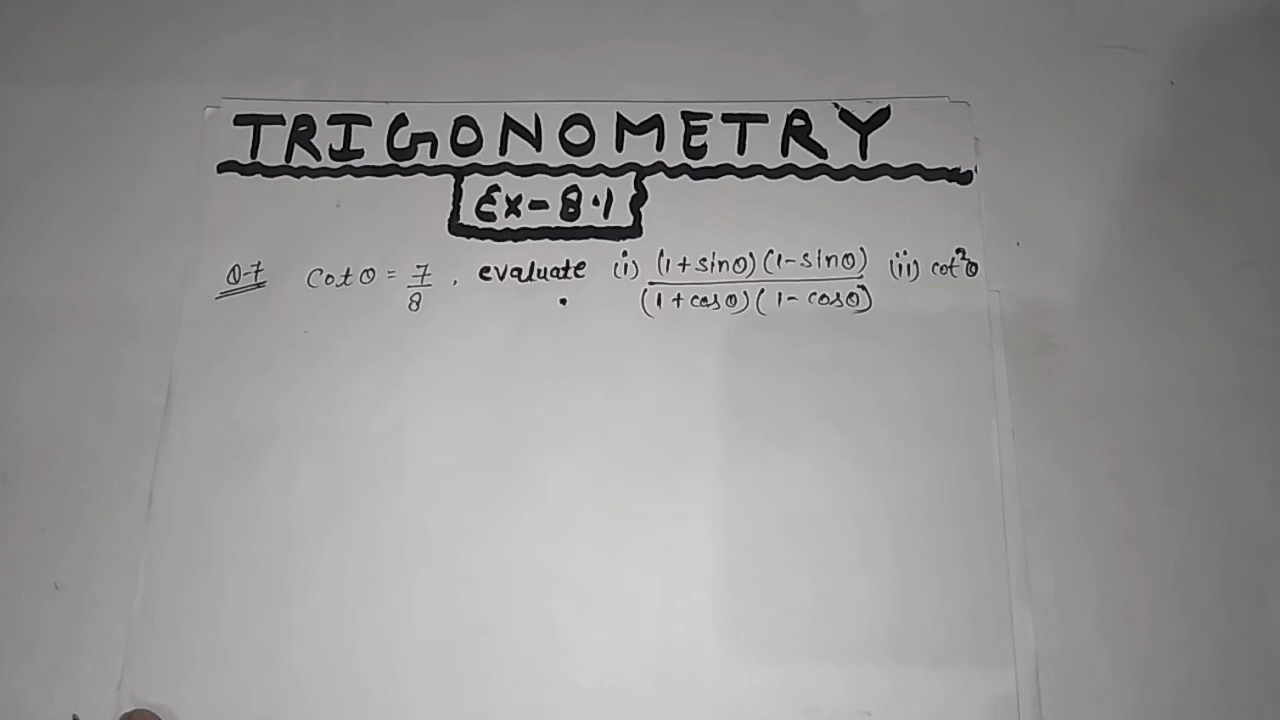 TRIGONOMETRY
Ex-8.1
Q-7 Cot θ = 7/8 , evaluate (i) (1+sinθ)(1-sinθ)/(1+cosθ)(1-cosθ) (ii) cot²θ